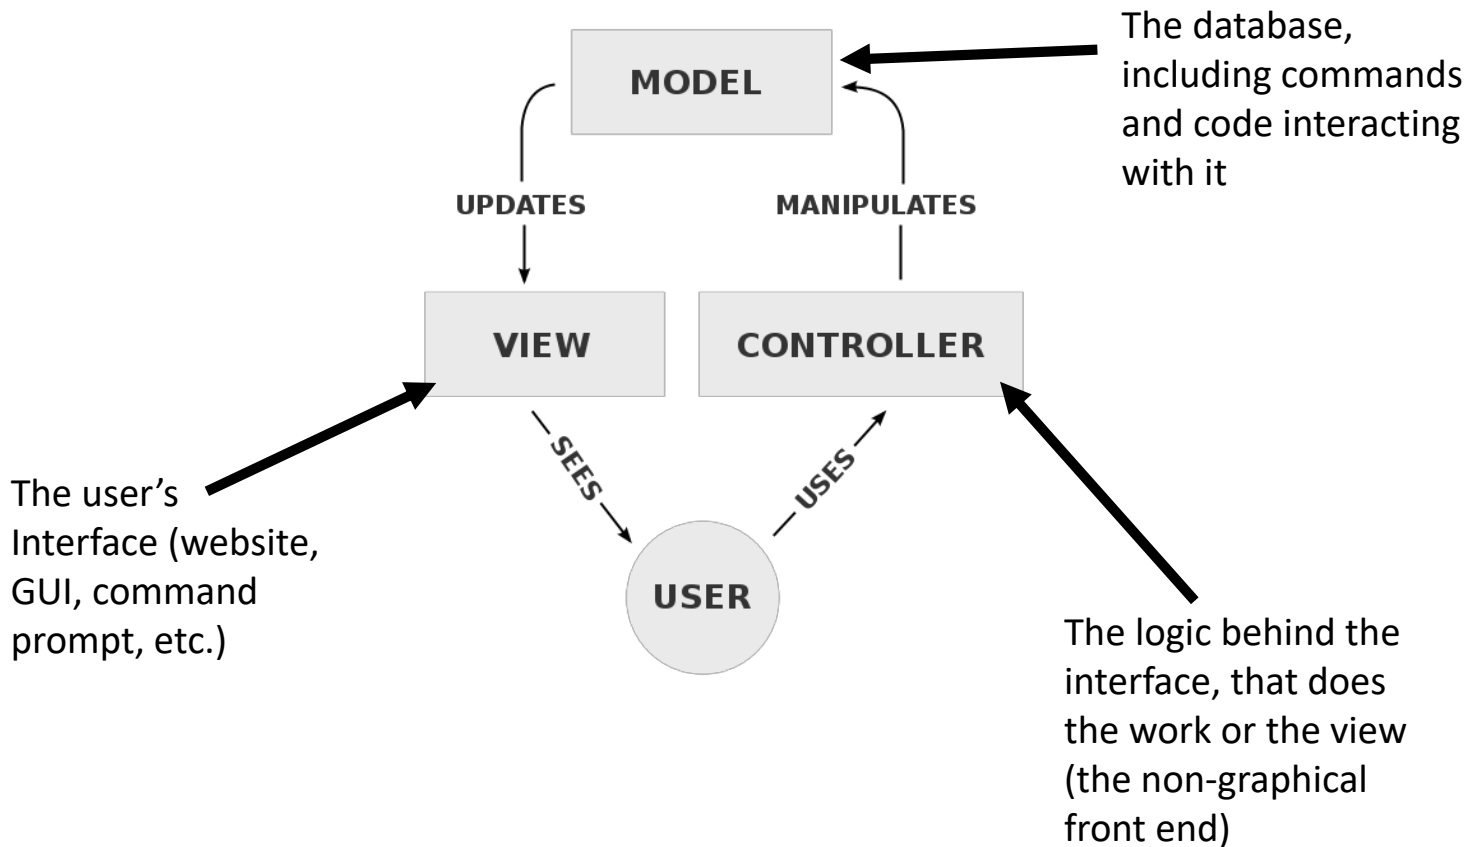 The database,
including commands
and code interacting
with it
MODEL
UPDATES
MANIPULATES
VIEW
CONTROLLER
SEES
USES
The user’s
Interface (website,
GUI, command
prompt, etc.)
USER
The logic behind the
interface, that does
the work or the view
(the non-graphical
front end)